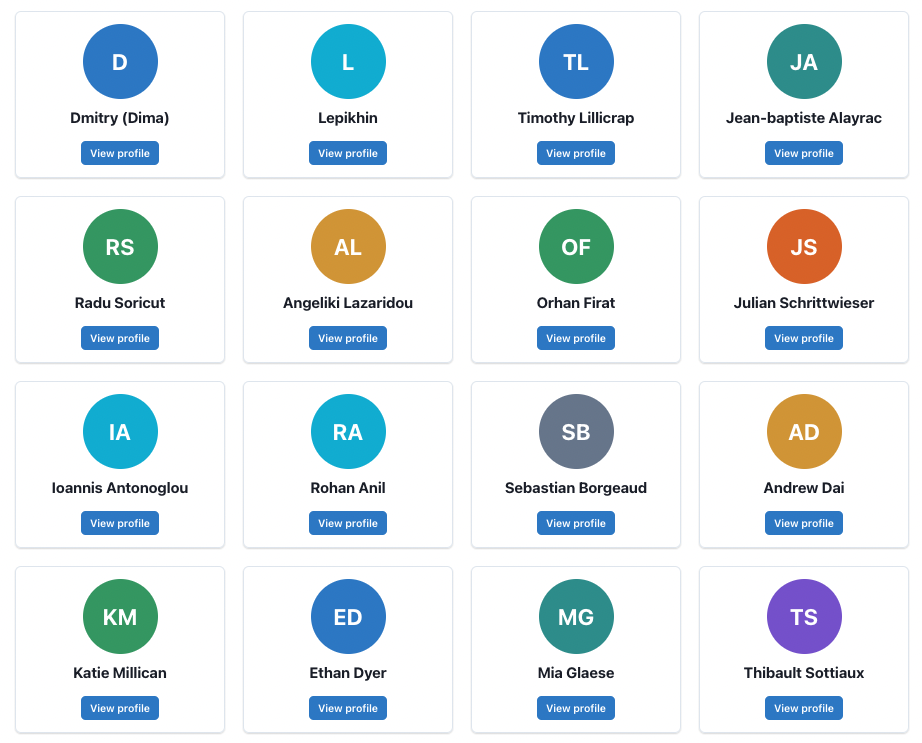 D
Dmitry (Dima)
View profile
L
Lepikhin
View profile
TL
Timothy Lillicrap
View profile
JA
Jean-baptiste Alayrac
View profile
RS
Radu Soricut
View profile
AL
Angeliki Lazaridou
View profile
OF
Orhan Firat
View profile
JS
Julian Schrittwieser
View profile
IA
Ioannis Antonoglou
View profile
RA
Rohan Anil
View profile
SB
Sebastian Borgeaud
View profile
AD
Andrew Dai
View profile
KM
Katie Millican
View profile
ED
Ethan Dyer
View profile
MG
Mia Glaese
View profile
TS
Thibault Sottiaux
View profile